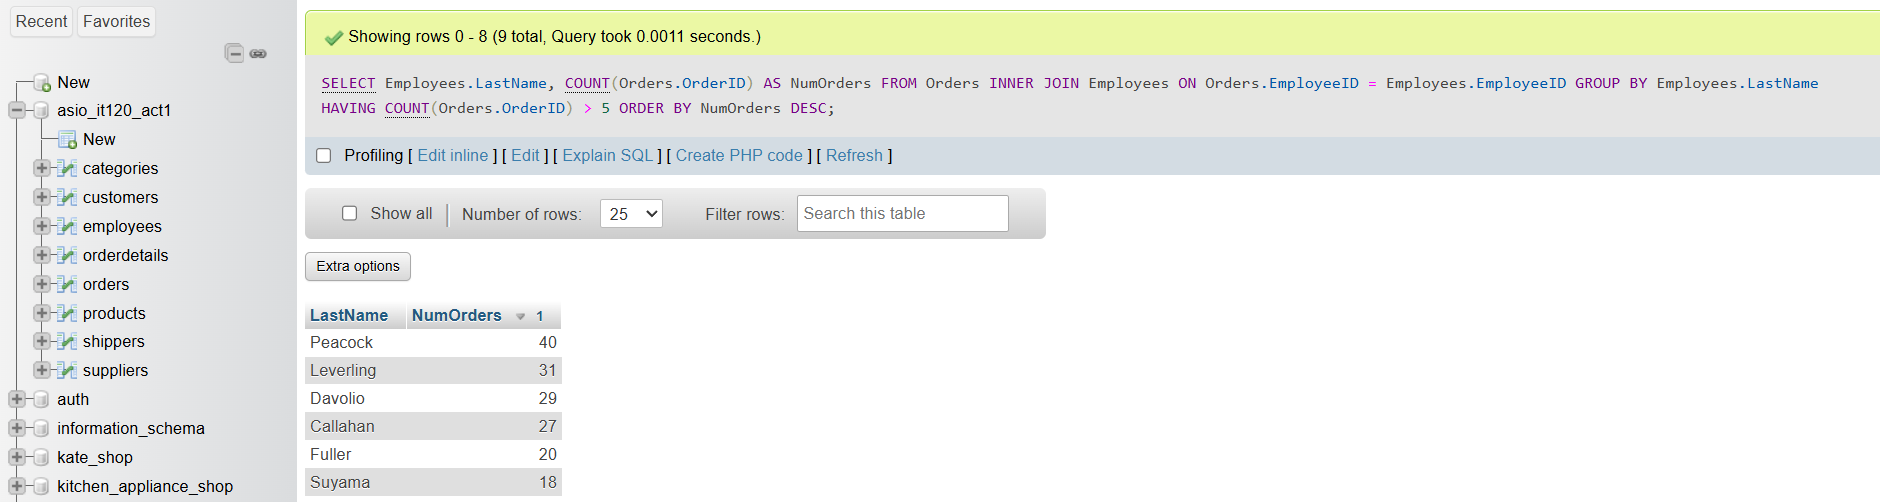 Recent Favorites
New
asio_it120_act1
New
categories
customers
employees
orderdetails
orders
products
shippers
suppliers
auth
information_schema
kate_shop
kitchen_appliance_shop
Showing rows 0 - 8 (9 total, Query took 0.0011 seconds.)
SELECT Employees.LastName, COUNT(Orders.OrderID) AS NumOrders FROM Orders INNER JOIN Employees ON Orders.EmployeeID = Employees.EmployeeID GROUP BY Employees.LastName
HAVING COUNT(Orders.OrderID) > 5 ORDER BY NumOrders DESC;
Profiling [ Edit inline ] [ Edit ] [ Explain SQL ] [ Create PHP code ] [ Refresh ]
Show all Number of rows: 25 Filter rows: Search this table
Extra options
LastName NumOrders 1
Peacock 40
Leverling 31
Davolio 29
Callahan 27
Fuller 20
Suyama 18